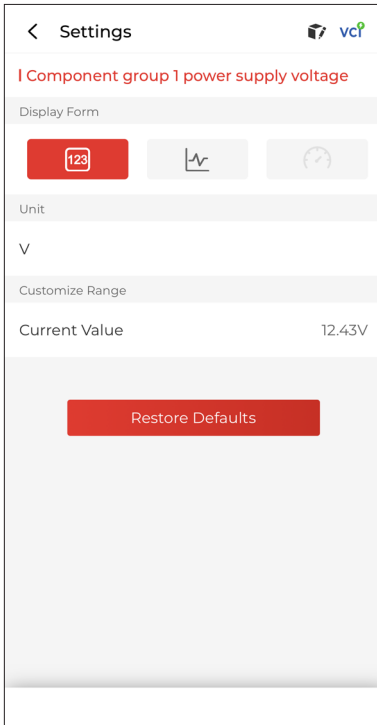 Settings
vci
Component group 1 power supply voltage
Display Form
123
Unit
V
Customize Range
Current Value 12.43V
Restore Defaults